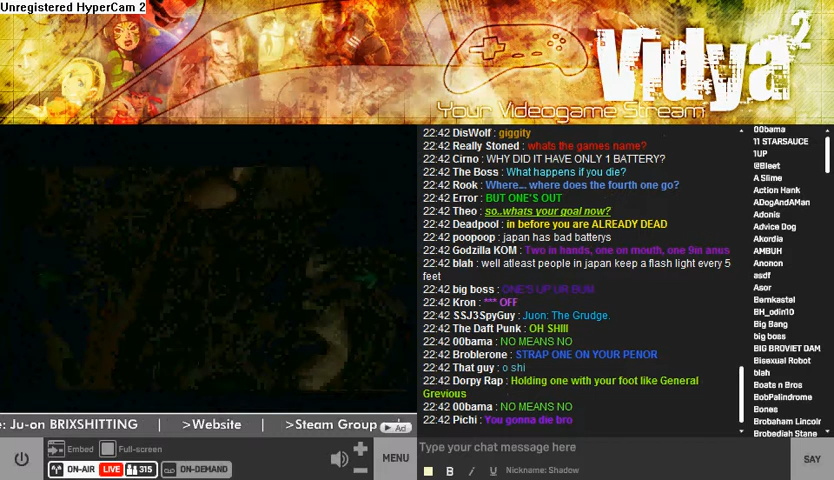 Unregistered HyperCam 2
Vidya²
Your Videogame Stream
22:42 DisWolf : giggity
22:42 Really Stoned : whats the games name?
22:42 Cirno : WHY DID IT HAVE ONLY 1 BATTERY?
22:42 The Boss : What happens if you die?
22:42 Rook : Where... where does the fourth one go?
22:42 Error : BUT ONE'S OUT
22:42 Theo : so..whats your goal now?
22:42 Deadpool : in before you are ALREADY DEAD
22:42 poopoop : japan has bad batterys
22:42 Godzilla KOM : Two in hands, one on mouth, one 9in anus
22:42 blah : well atleast people in japan keep a flash light every 5
feet
22:42 big boss : ONE'S UP UR BUM
22:42 Kron : *** OFF
22:42 SSJ3SpyGuy : Juon: The Grudge.
22:42 The Daft Punk : OH SHIII
22:42 00bama : NO MEANS NO
22:42 Broblerone : STRAP ONE ON YOUR PENOR
22:42 That guy : o shi
22:42 Dorpy Rap : Holding one with your foot like General
Grevious
22:42 00bama : NO MEANS NO
22:42 Pichi : You gonna die bro
00bama
11 STARSAUCE
1UP
@Bleet
A Slime
Action Hank
ADogAndAMan
Adonis
Advice Dog
Akordia
AMBUH
Anonon
asdf
Asor
Bernkastel
BH_odin10
Big Bang
big boss
BIG BROVIET DAM
Bisexual Robot
blah
Boats n Bros
BobPalindrome
Bones
Brobaham Lincoln
Brobediah Stane
e: Ju-on BRIXSHITTING | >Website | >Steam Group
Ad
Embed Full-screen
ON-AIR LIVE 315 ON-DEMAND
MENU
Type your chat message here
B I U Nickname: Shadow
SAY